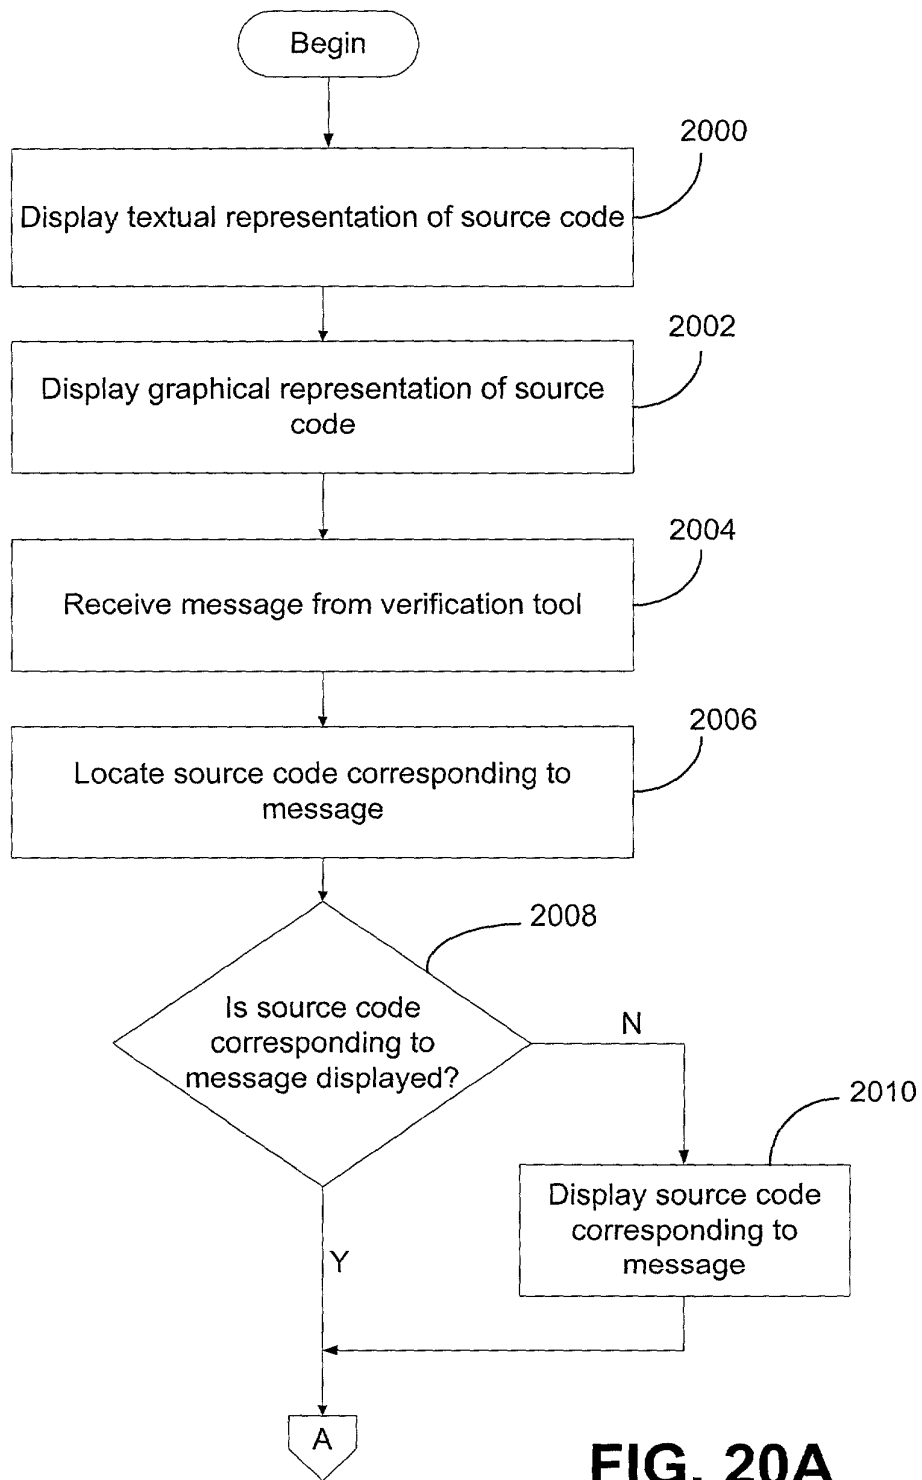 Begin
2000
Display textual representation of source code
2002
Display graphical representation of source
code
2004
Receive message from verification tool
2006
Locate source code corresponding to
message
2008
Is source code
corresponding to
message displayed?
N
2010
Display source code
corresponding to
message
Y
A
FIG. 20A